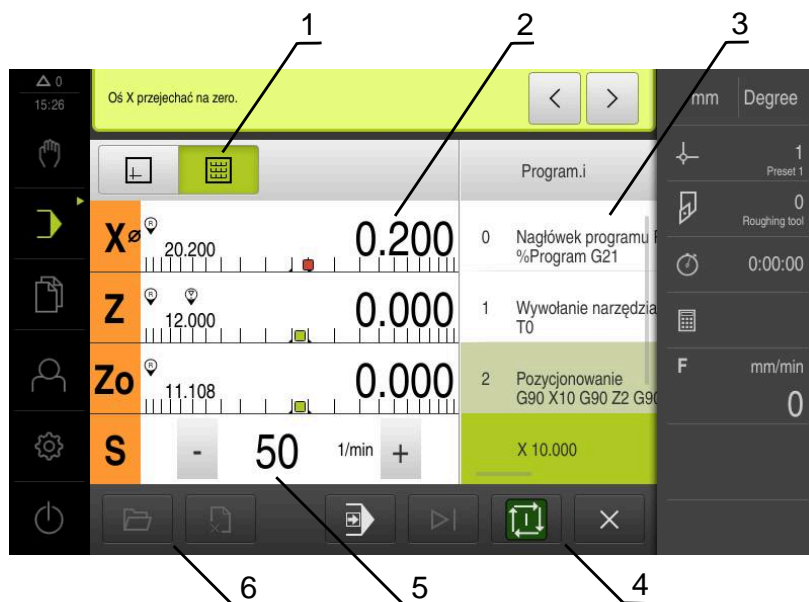 1 2 3
0
15:26
Oś X przejechać na zero.
< >
mm Degree
Program.i
1
Preset 1
0
Roughing tool
0:00:00
X⌀ R 20.200 0.200
Z R 12.000 0.000
Zo R 11.108 0.000
S - 50 1/min +
0 Nagłówek programu
%Program G21
1 Wywołanie narzędzia
T0
2 Pozycjonowanie
G90 X10 G90 Z2 G90
X 10.000
F mm/min
0
6 5 4